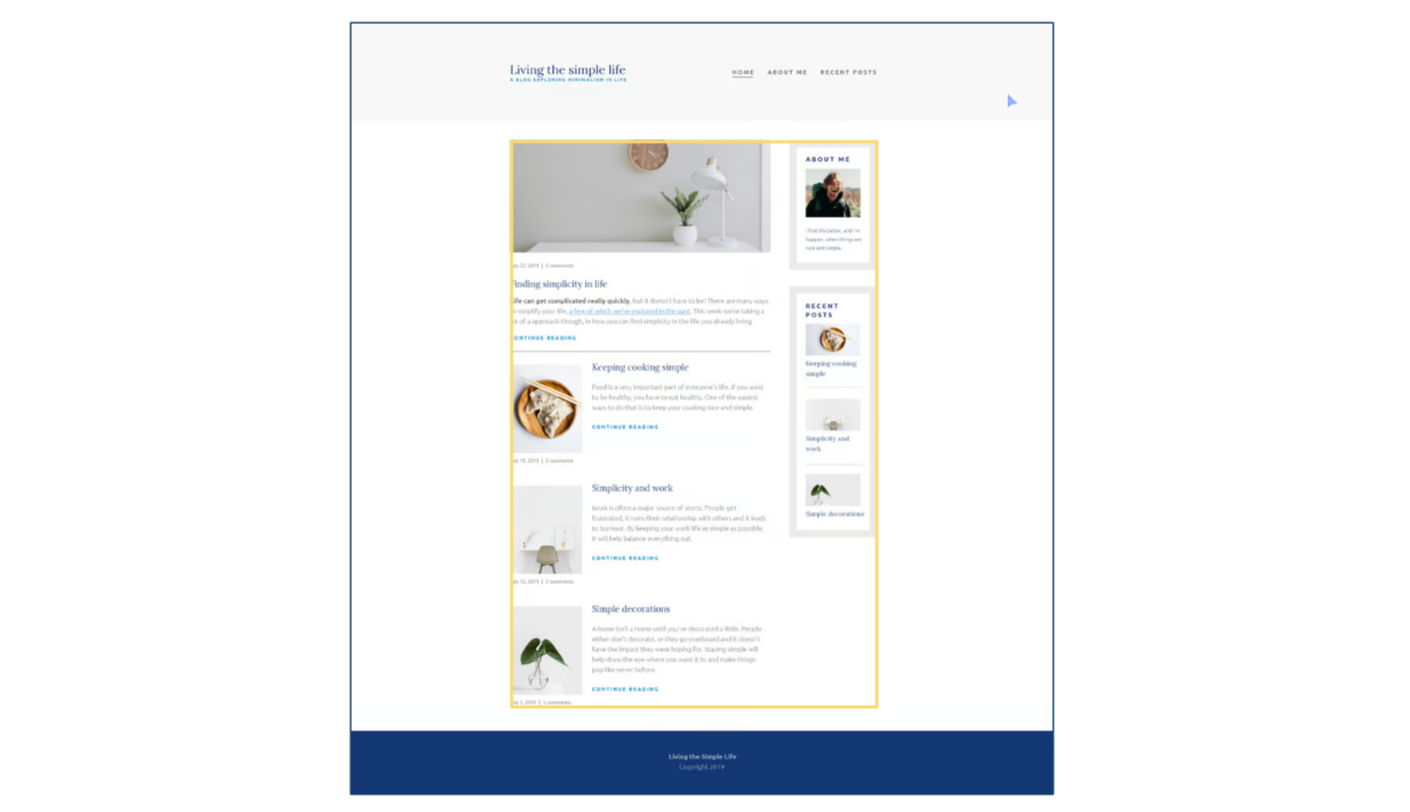 Living the simple life
A BLOG EXPLORING MINIMALISM IN LIFE
HOME ABOUT ME RECENT POSTS
23, 2019 | 3 comments
inding simplicity in life
ife can get complicated really quickly, but it doesn't have to be! There are many ways
simplify your life, a few of which we've explored in the past. This week we're taking a
of a approach though, in how you can find simplicity in the life you already living.
ONTINUE READING
Keeping cooking simple
Food is a very important part of everyone's life. If you want
to be healthy, you have to eat healthy. One of the easiest
ways to do that is to keep your cooking nice and simple.
CONTINUE READING
19, 2019 | 3 comments
Simplicity and work
Work is often a major source of stress. People get
frustrated, it ruins their relationship with others and it leads
to burnout. By keeping your work life as simple as possible,
it will help balance everything out.
CONTINUE READING
12, 2019 | 3 comments
Simple decorations
A home isn't a home until you're decorated a little. People
either don't decorate, or they go overboard and it doesn't
have the impact they were hoping for. Staying simple will
help draw the eye where you want it to and make things
pop like never before.
CONTINUE READING
5, 2019 | 3 comments
ABOUT ME
I find life better, and I'm
happier, when things are
nice and simple.
RECENT
POSTS
Keeping cooking
simple
Simplicity and
work
Simple decorations
Living the Simple Life
Copyright 2019